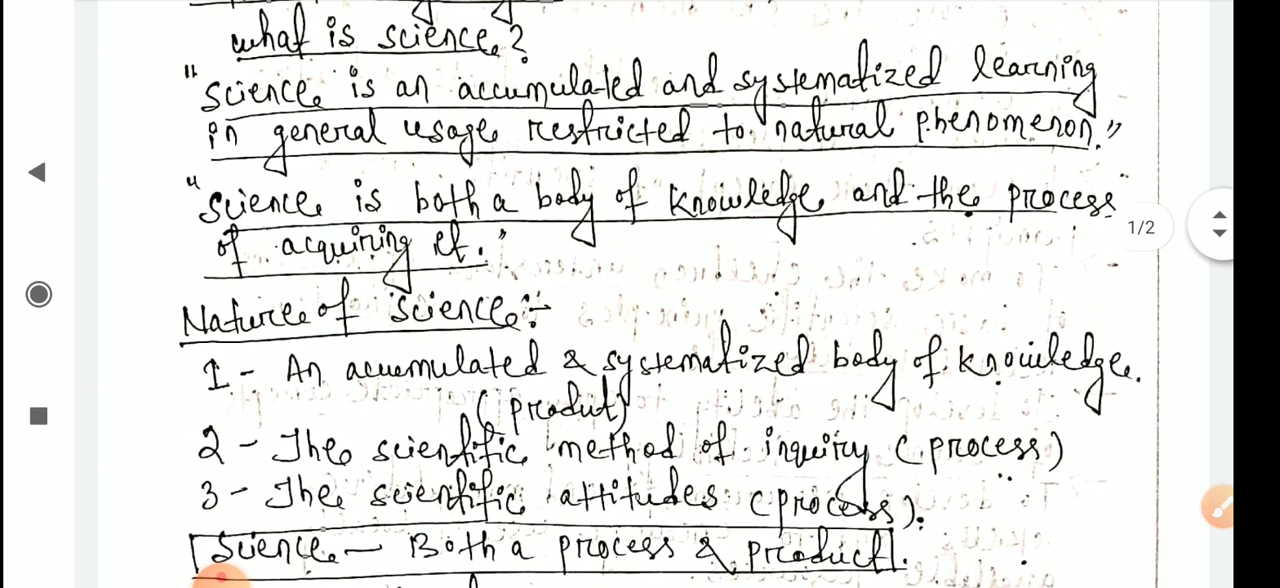 what is science?
"Science is an accumulated and systematized learning
in general usage restricted to natural phenomenon."
"Science is both a body of knowledge and the process
of acquiring it."
1/2
Nature of science:-
1 - An accumulated & systematized body of knowledge.
(produt)
2 - The scientific method of inquiry (process)
3 - The scientific attitudes (process).
Science - Both a process & product.